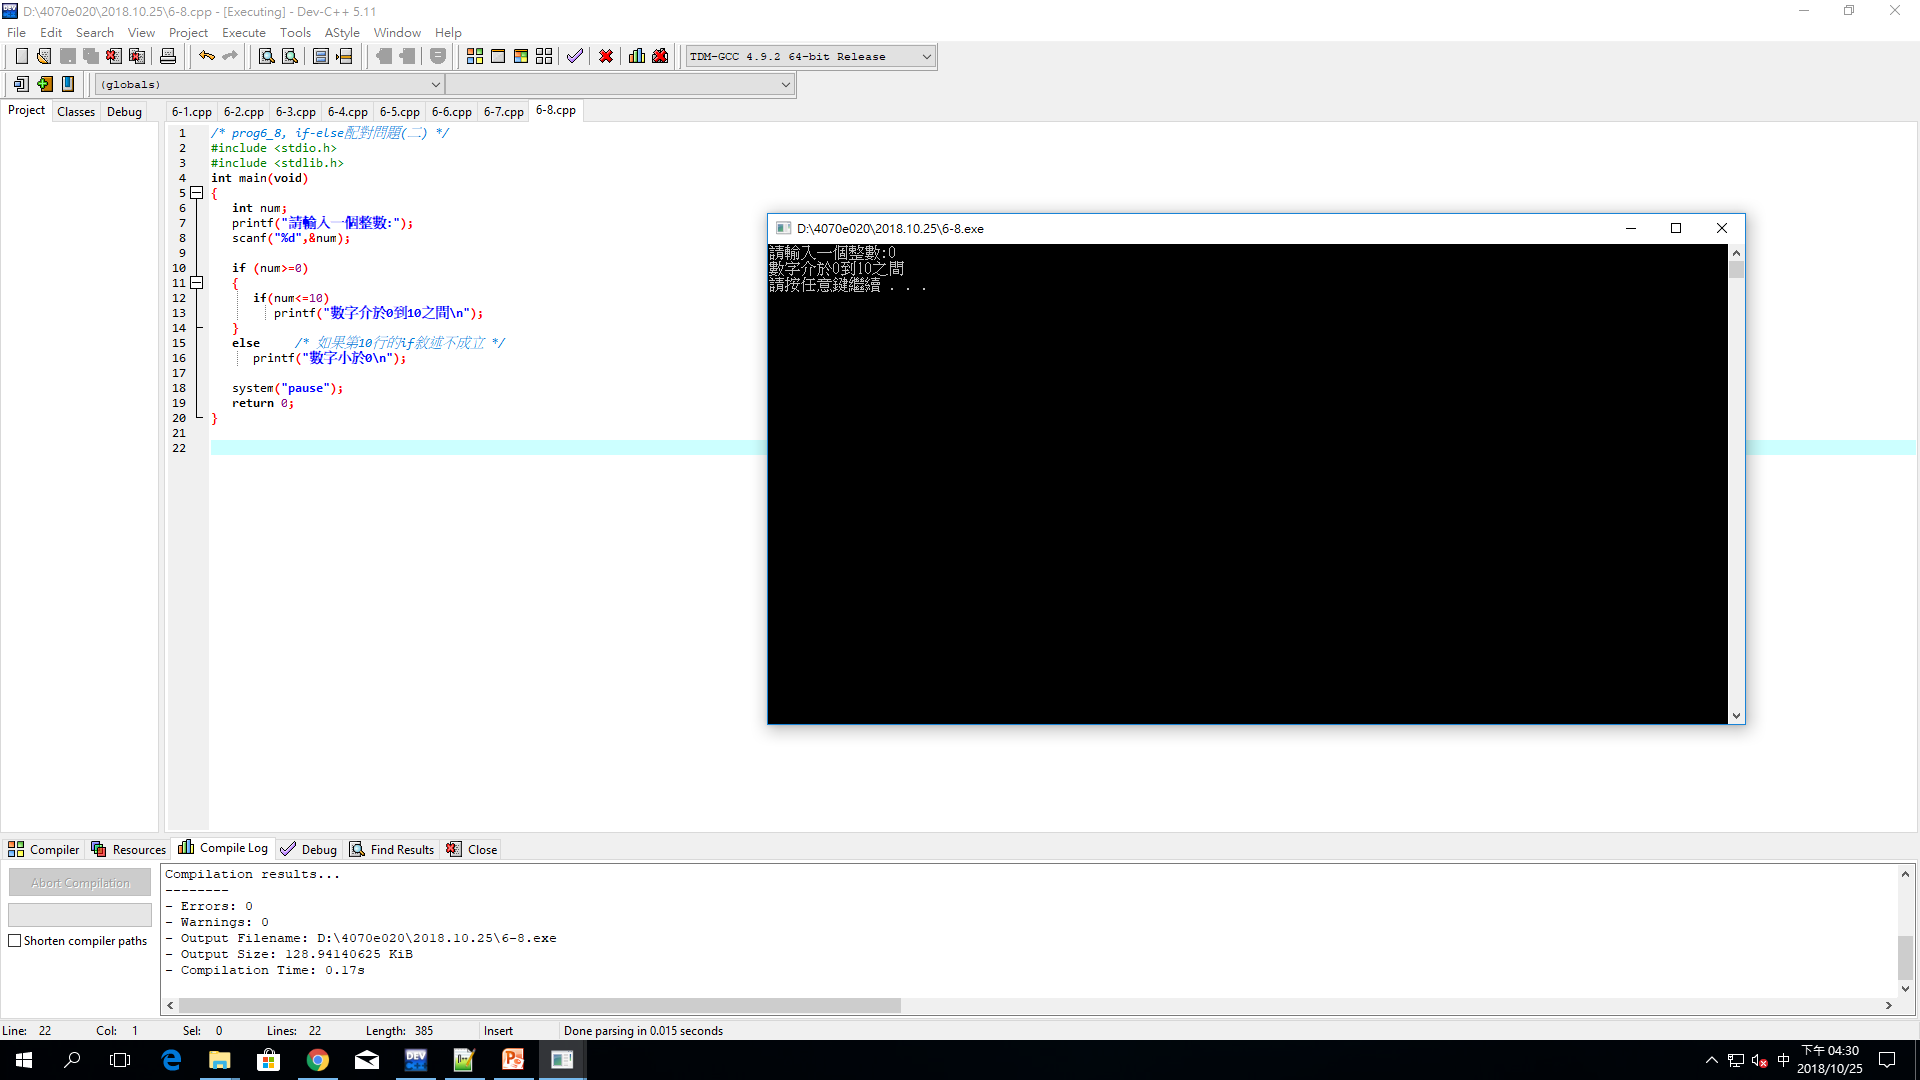 D:\4070e020\2018.10.25\6-8.cpp - [Executing] - Dev-C++ 5.11
File Edit Search View Project Execute Tools AStyle Window Help
TDM-GCC 4.9.2 64-bit Release
(globals)
Project Classes Debug
6-1.cpp 6-2.cpp 6-3.cpp 6-4.cpp 6-5.cpp 6-6.cpp 6-7.cpp 6-8.cpp
1 /* prog6_8, if-else配對問題(二) */
2 #include <stdio.h>
3 #include <stdlib.h>
4 int main(void)
5 {
6 int num;
7 printf("請輸入一個整數:");
8 scanf("%d",&num);
9
10 if (num>=0)
11 {
12 if(num<=10)
13 printf("數字介於0到10之間\n");
14 }
15 else /* 如果第10行的if敘述不成立 */
16 printf("數字小於0\n");
17
18 system("pause");
19 return 0;
20 }
21
22
D:\4070e020\2018.10.25\6-8.exe
請輸入一個整數:0
數字介於0到10之間
請按任意鍵繼續 . . .
Compiler Resources Compile Log Debug Find Results Close
Abort Compilation
Shorten compiler paths
Compilation results...
--------
- Errors: 0
- Warnings: 0
- Output Filename: D:\4070e020\2018.10.25\6-8.exe
- Output Size: 128.94140625 KiB
- Compilation Time: 0.17s
Line: 22 Col: 1 Sel: 0 Lines: 22 Length: 385 Insert Done parsing in 0.015 seconds
中
下午 04:30
2018/10/25